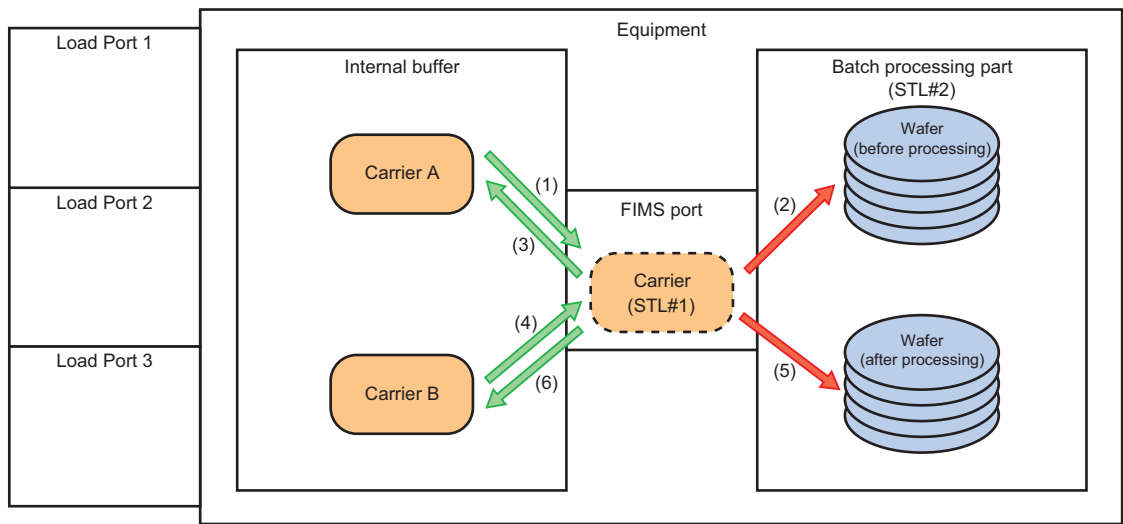 Equipment
Load Port 1
Load Port 2
Load Port 3
Internal buffer
Carrier A
Carrier B
(1)
(3)
(4)
(6)
FIMS port
Carrier
(STL#1)
(2)
(5)
Batch processing part
(STL#2)
Wafer
(before processing)
Wafer
(after processing)